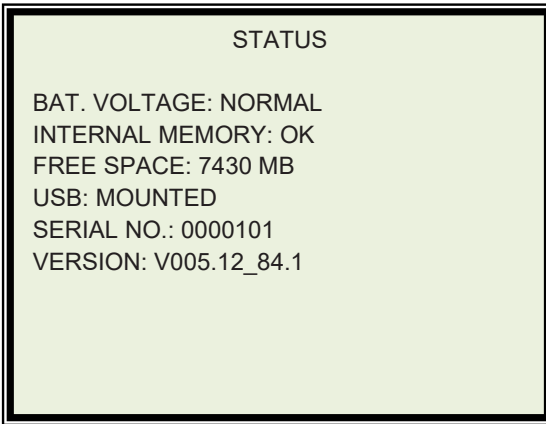 STATUS
BAT. VOLTAGE: NORMAL
INTERNAL MEMORY: OK
FREE SPACE: 7430 MB
USB: MOUNTED
SERIAL NO.: 0000101
VERSION: V005.12_84.1